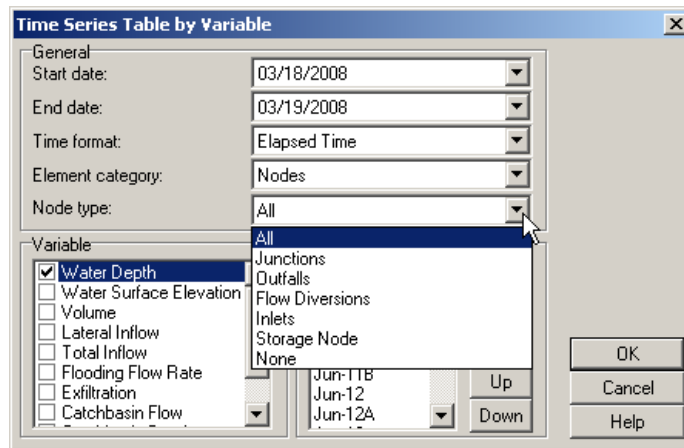 Time Series Table by Variable
General
Start date:
03/18/2008
End date:
03/19/2008
Time format:
Elapsed Time
Element category:
Nodes
Node type:
All
All
Junctions
Outfalls
Flow Diversions
Inlets
Storage Node
None
Variable
Water Depth
Water Surface Elevation
Volume
Lateral Inflow
Total Inflow
Flooding Flow Rate
Exfiltration
Catchbasin Flow
Jun-11B
Jun-12
Jun-12A
Up
Down
OK
Cancel
Help